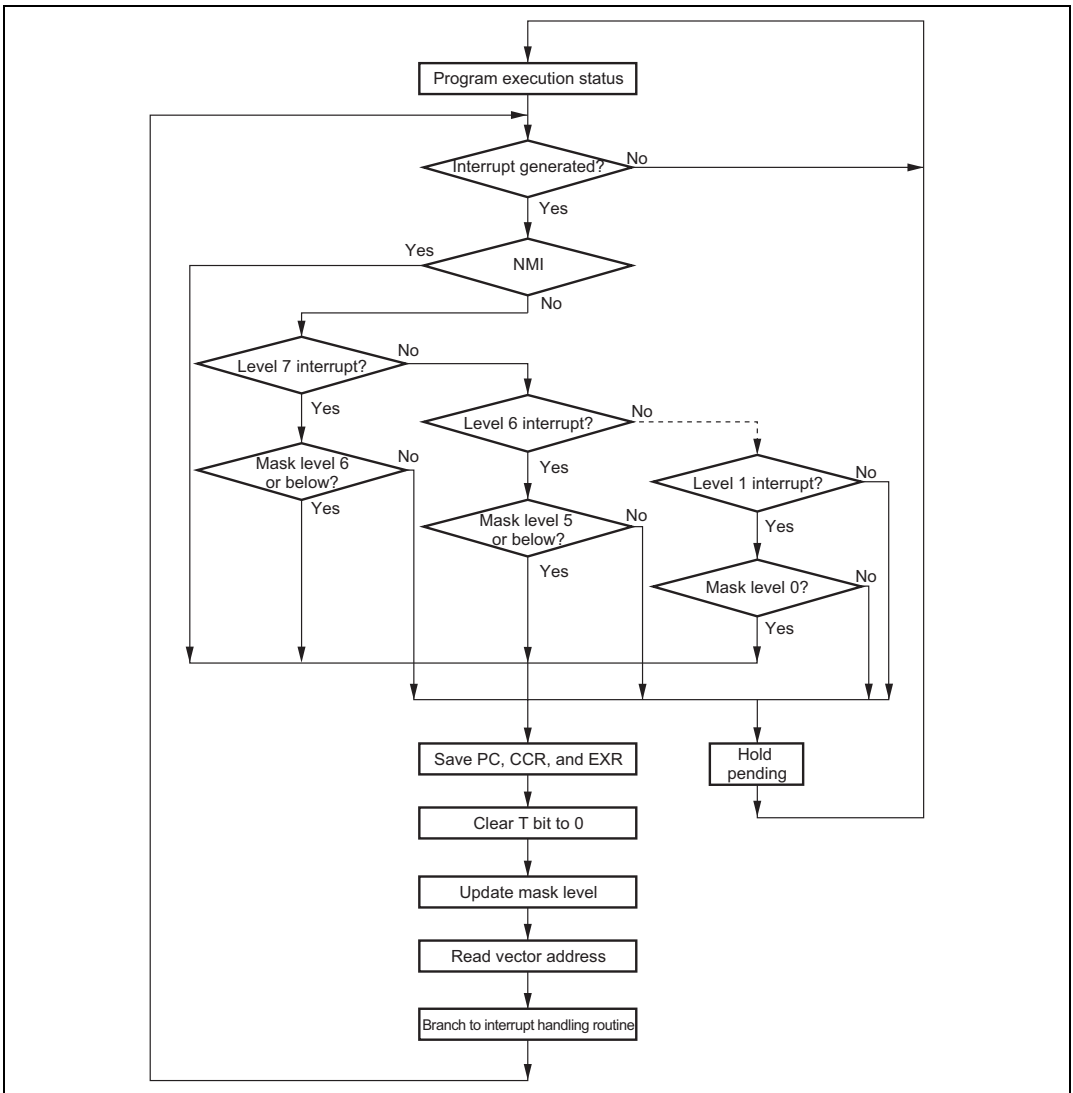 Program execution status
Interrupt generated?
No
Yes
Yes
NMI
No
Level 7 interrupt?
No
Yes
Level 6 interrupt?
No
Yes
Mask level 6
or below?
No
Yes
Level 1 interrupt?
No
Yes
Mask level 5
or below?
No
Yes
Mask level 0?
No
Yes
Save PC, CCR, and EXR
Hold
pending
Clear T bit to 0
Update mask level
Read vector address
Branch to interrupt handling routine